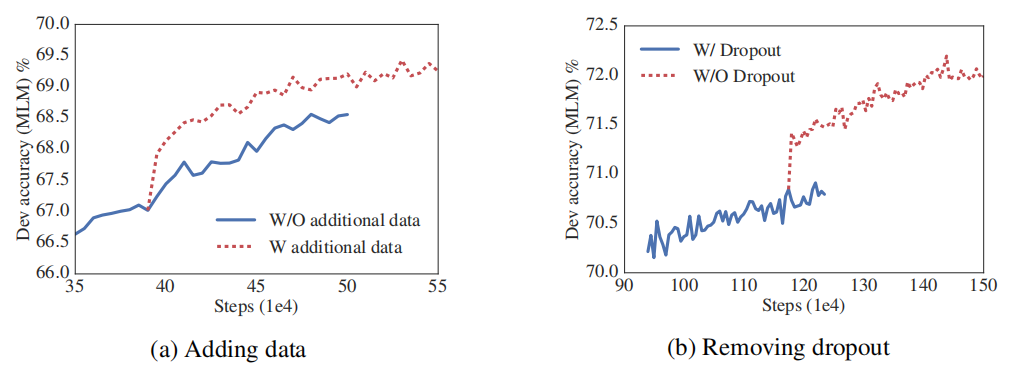 70.0
69.5
69.0
68.5
68.0
67.5
67.0
66.5
66.0
Dev accuracy (MLM) %
W/O additional data
W additional data
35 40 45 50 55
Steps (1e4)
(a) Adding data
72.5
72.0
71.5
71.0
70.5
70.0
Dev accuracy (MLM) %
W/ Dropout
W/O Dropout
90 100 110 120 130 140 150
Steps (1e4)
(b) Removing dropout